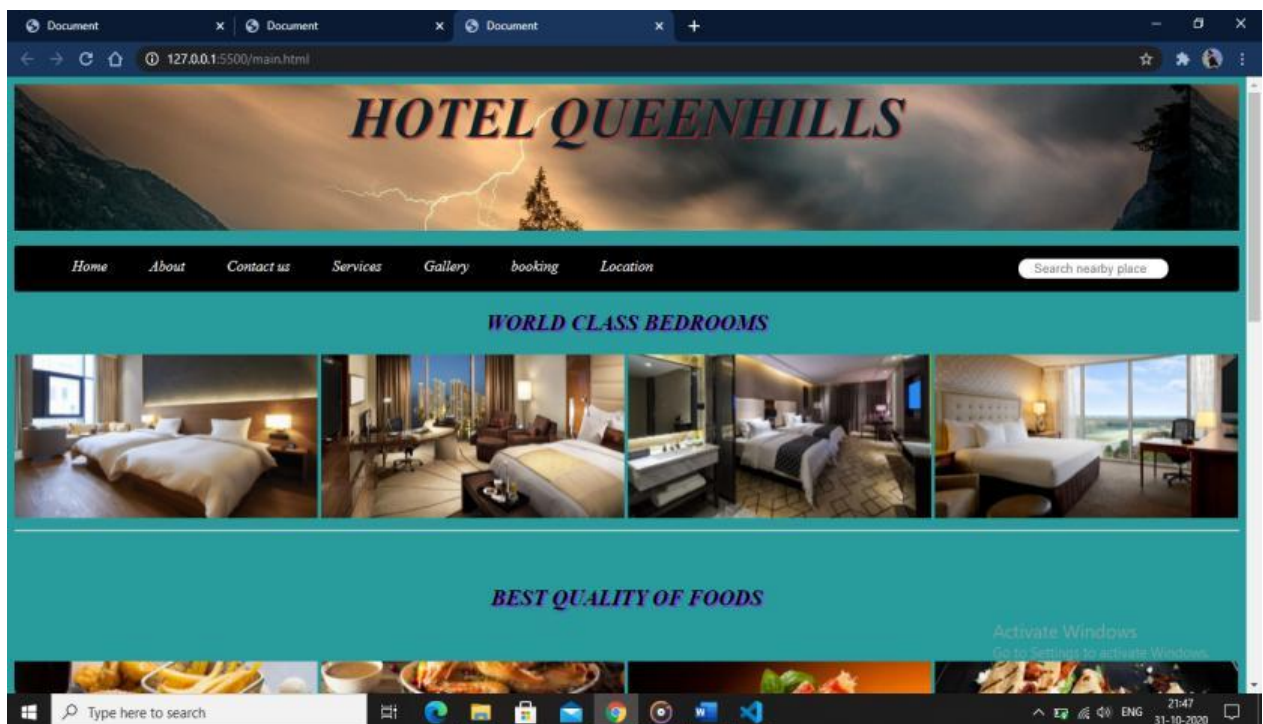 Document
Document
Document
127.0.0.1:5500/main.html
HOTEL QUEENHILLS
Home About Contact us Services Gallery booking Location Search nearby place
WORLD CLASS BEDROOMS
BEST QUALITY OF FOODS
Activate Windows
Go to Settings to activate Windows.
Type here to search
ENG
21:47
31-10-2020